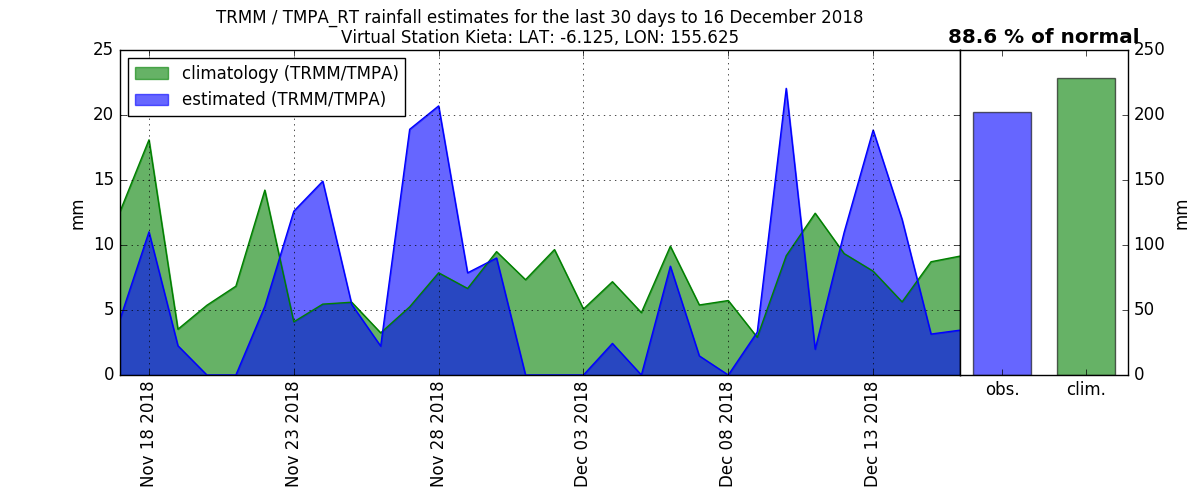 TRMM / TMPA_RT rainfall estimates for the last 30 days to 16 December 2018
Virtual Station Kieta: LAT: -6.125, LON: 155.625
88.6 % of normal
climatology (TRMM/TMPA)
estimated (TRMM/TMPA)
25
20
15
10
5
0
mm
250
200
150
100
50
0
mm
Nov 18 2018
Nov 23 2018
Nov 28 2018
Dec 03 2018
Dec 08 2018
Dec 13 2018
obs.
clim.